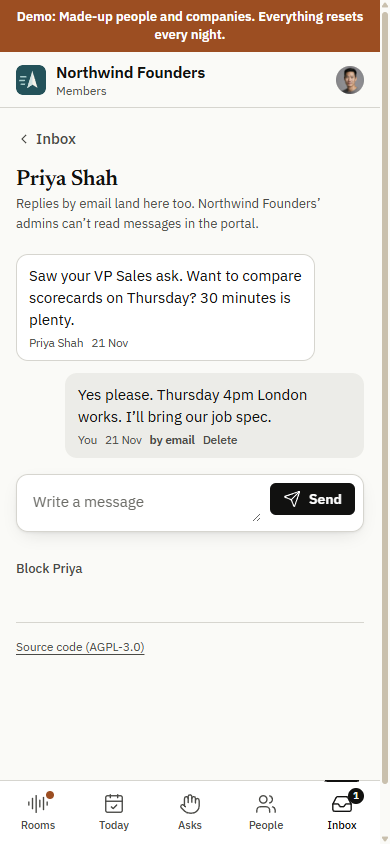 Demo: Made-up people and companies. Everything resets
every night.
Northwind Founders
Members
Inbox
Priya Shah
Replies by email land here too. Northwind Founders’
admins can’t read messages in the portal.
Saw your VP Sales ask. Want to compare
scorecards on Thursday? 30 minutes is
plenty.
Priya Shah 21 Nov
Yes please. Thursday 4pm London
works. I’ll bring our job spec.
You 21 Nov by email Delete
Write a message
Send
Block Priya
Source code (AGPL-3.0)
1
Rooms Today Asks People Inbox